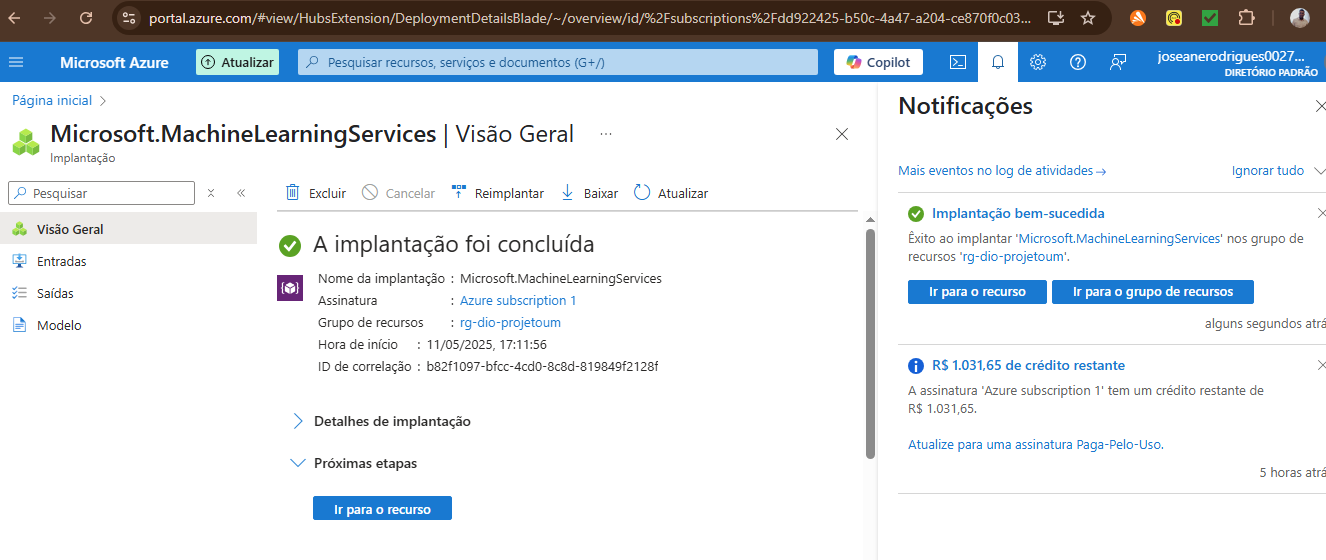 portal.azure.com/#view/HubsExtension/DeploymentDetailsBlade/~/overview/id/%2Fsubscriptions%2Fdd922425-b50c-4a47-a204-ce870f0c03...
Microsoft Azure
Atualizar
Pesquisar recursos, serviços e documentos (G+/)
Copilot
joseanerodrigues0027...
DIRETÓRIO PADRÃO
Página inicial
Microsoft.MachineLearningServices | Visão Geral ...
Implantação
Pesquisar
Visão Geral
Entradas
Saídas
Modelo
Excluir
Cancelar
Reimplantar
Baixar
Atualizar
A implantação foi concluída
Nome da implantação : Microsoft.MachineLearningServices
Assinatura : Azure subscription 1
Grupo de recursos : rg-dio-projetoum
Hora de início : 11/05/2025, 17:11:56
ID de correlação : b82f1097-bfcc-4cd0-8c8d-819849f2128f
Detalhes de implantação
Próximas etapas
Ir para o recurso
Notificações
Mais eventos no log de atividades
Ignorar tudo
Implantação bem-sucedida
Êxito ao implantar 'Microsoft.MachineLearningServices' nos grupo de
recursos 'rg-dio-projetoum'.
Ir para o recurso
Ir para o grupo de recursos
alguns segundos atrá
R$ 1.031,65 de crédito restante
A assinatura 'Azure subscription 1' tem um crédito restante de
R$ 1.031,65.
Atualize para uma assinatura Paga-Pelo-Uso.
5 horas atrá